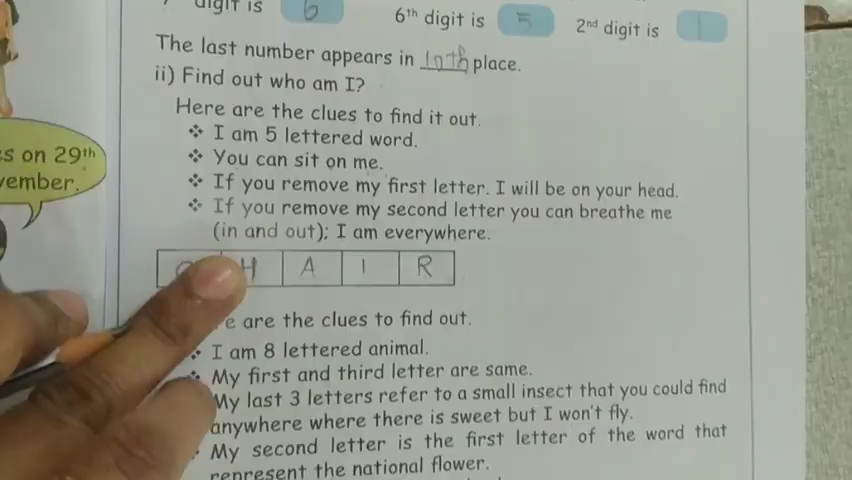 digit is 6
6th digit is 5
2nd digit is 1
The last number appears in 10th place.
ii) Find out who am I?
Here are the clues to find it out.
❖ I am 5 lettered word.
❖ You can sit on me.
❖ If you remove my first letter. I will be on your head.
❖ If you remove my second letter you can breathe me
(in and out); I am everywhere.
s on 29th
vember.
H A I R
e are the clues to find out.
❖ I am 8 lettered animal.
My first and third letter are same.
My last 3 letters refer to a small insect that you could find
anywhere where there is sweet but I won't fly.
My second letter is the first letter of the word that
represent the national flower.